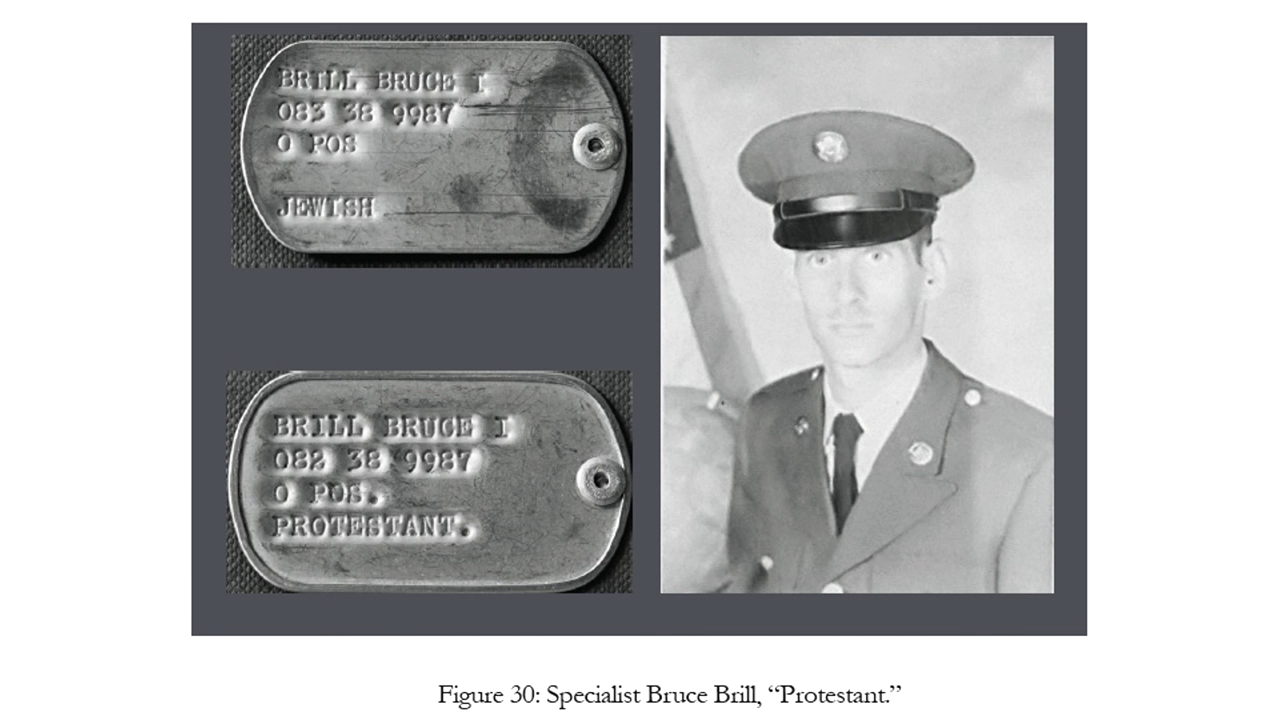 BRILL BRUCE I
083 38 9987
O POS
JEWISH
BRILL BRUCE I
082 38 9987
O POS.
PROTESTANT.
Figure 30: Specialist Bruce Brill, “Protestant.”